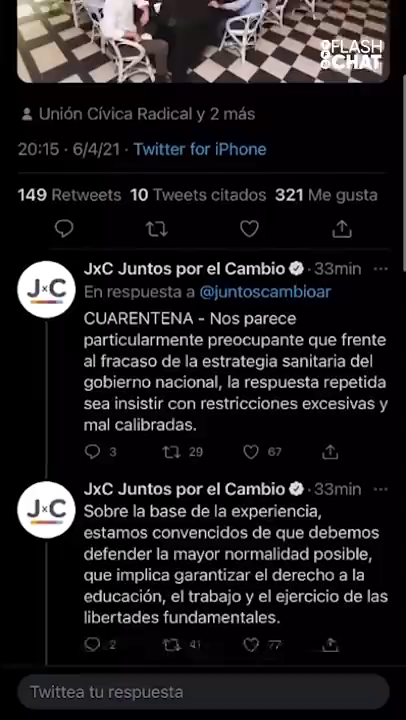 FLASH
CHAT
Unión Cívica Radical y 2 más
20:15 · 6/4/21 · Twitter for iPhone
149 Retweets 10 Tweets citados 321 Me gusta
JxC Juntos por el Cambio · 33min ···
JxC
En respuesta a @juntoscambioar
CUARENTENA - Nos parece
particularmente preocupante que frente
al fracaso de la estrategia sanitaria del
gobierno nacional, la respuesta repetida
sea insistir con restricciones excesivas y
mal calibradas.
3 29 67
JxC Juntos por el Cambio · 33min ···
JxC
Sobre la base de la experiencia,
estamos convencidos de que debemos
defender la mayor normalidad posible,
que implica garantizar el derecho a la
educación, el trabajo y el ejercicio de las
libertades fundamentales.
2 41 77
Twittea tu respuesta